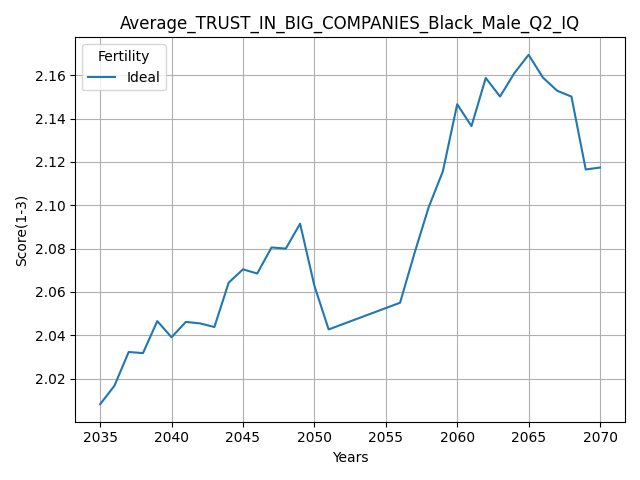 Average_TRUST_IN_BIG_COMPANIES_Black_Male_Q2_IQ
Fertility
Ideal
2.16
2.14
2.12
2.10
2.08
2.06
2.04
2.02
Score(1-3)
2035 2040 2045 2050 2055 2060 2065 2070
Years